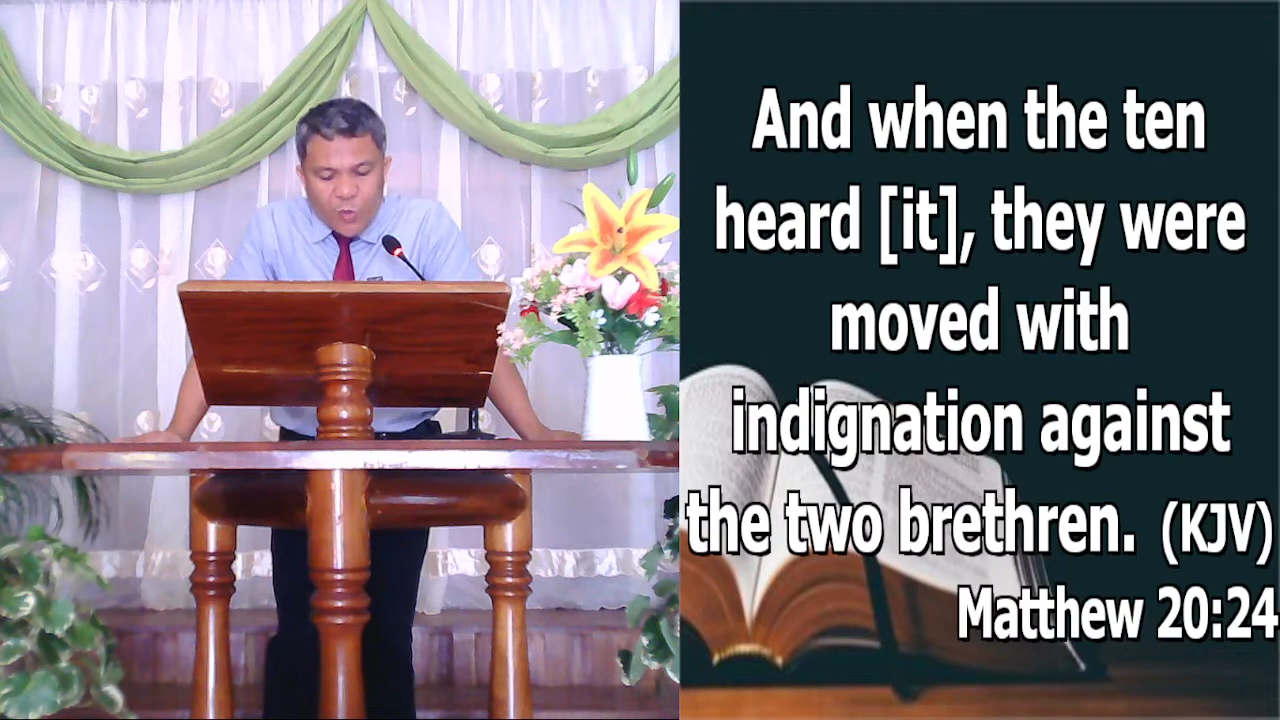 And when the ten
heard [it], they were
moved with
indignation against
the two brethren. (KJV)
Matthew 20:24